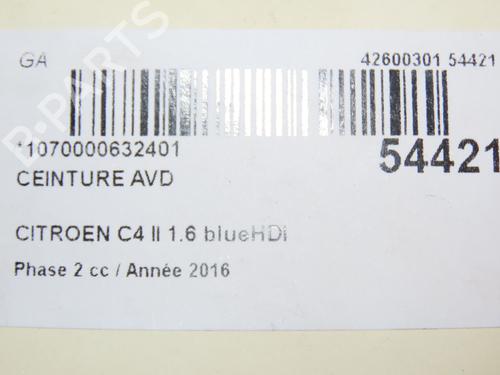 GA
42600301 54421
*1070000632401
54421
CEINTURE AVD
CITROEN C4 II 1.6 blueHDi
Phase 2 cc / Année 2016
B-PARTS